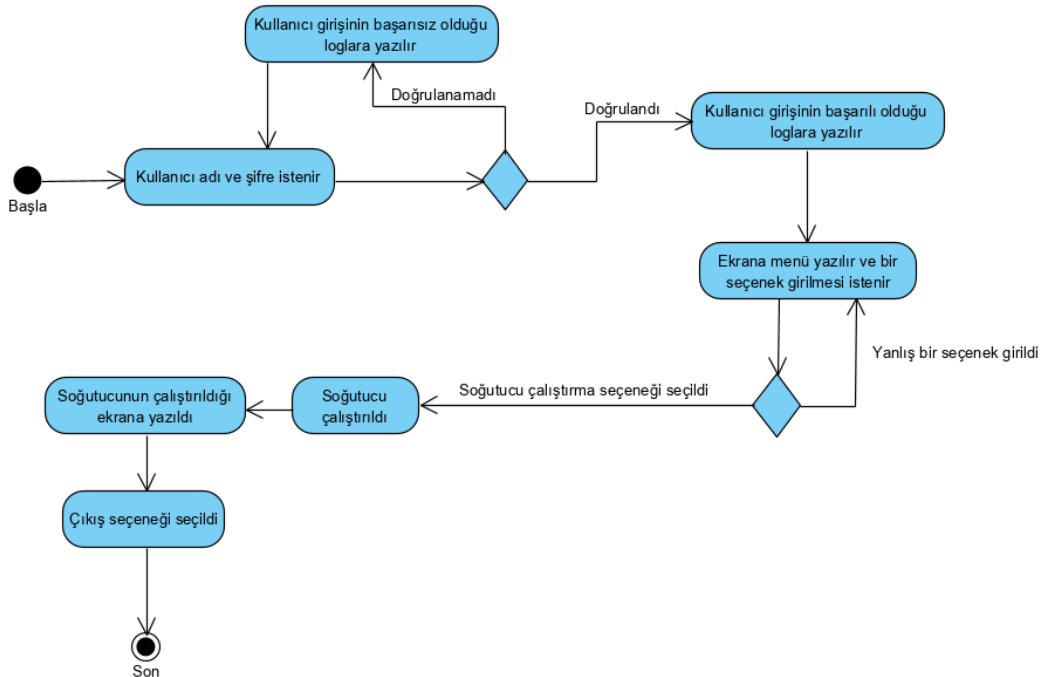 Kullanıcı girişinin başarısız olduğu
loglara yazılır
Doğrulanamadı
Doğrulandı
Kullanıcı girişinin başarılı olduğu
loglara yazılır
Kullanıcı adı ve şifre istenir
Başla
Ekrana menü yazılır ve bir
seçenek girilmesi istenir
Yanlış bir seçenek girildi
Soğutucu çalıştırma seçeneği seçildi
Soğutucu
çalıştırıldı
Soğutucunun çalıştırıldığı
ekrana yazıldı
Çıkış seçeneği seçildi
Son